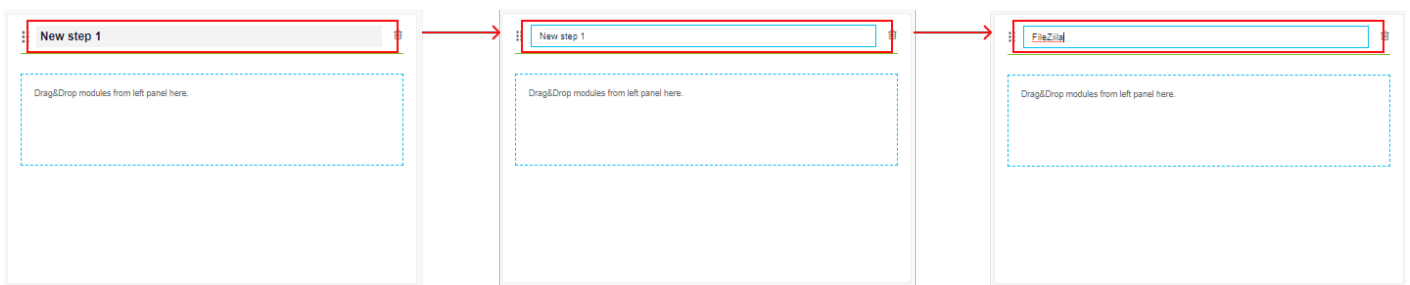 New step 1
Drag&Drop modules from left panel here.
New step 1
Drag&Drop modules from left panel here.
FileZilla
Drag&Drop modules from left panel here.